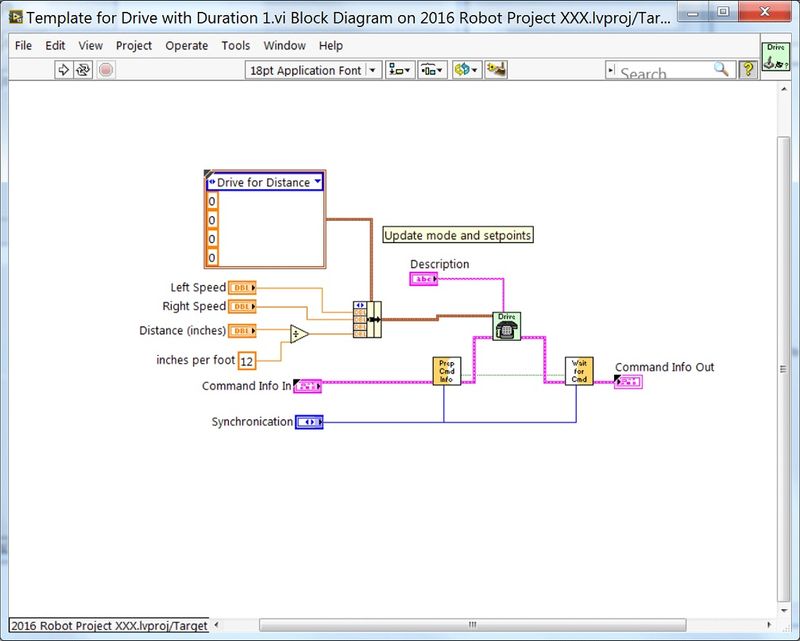 Template for Drive with Duration 1.vi Block Diagram on 2016 Robot Project XXX.lvproj/Tar...
File Edit View Project Operate Tools Window Help
Drive
18pt Application Font
Search
?
Drive for Distance
0
0
0
0
Update mode and setpoints
Description
Abc
Left Speed DBL
Right Speed DBL
Distance (inches) DBL
inches per foot 12
Drive
Prep Cmd Info
Wait for Cmd
Command Info Out
Command Info In
Synchronication
2016 Robot Project XXX.lvproj/Target